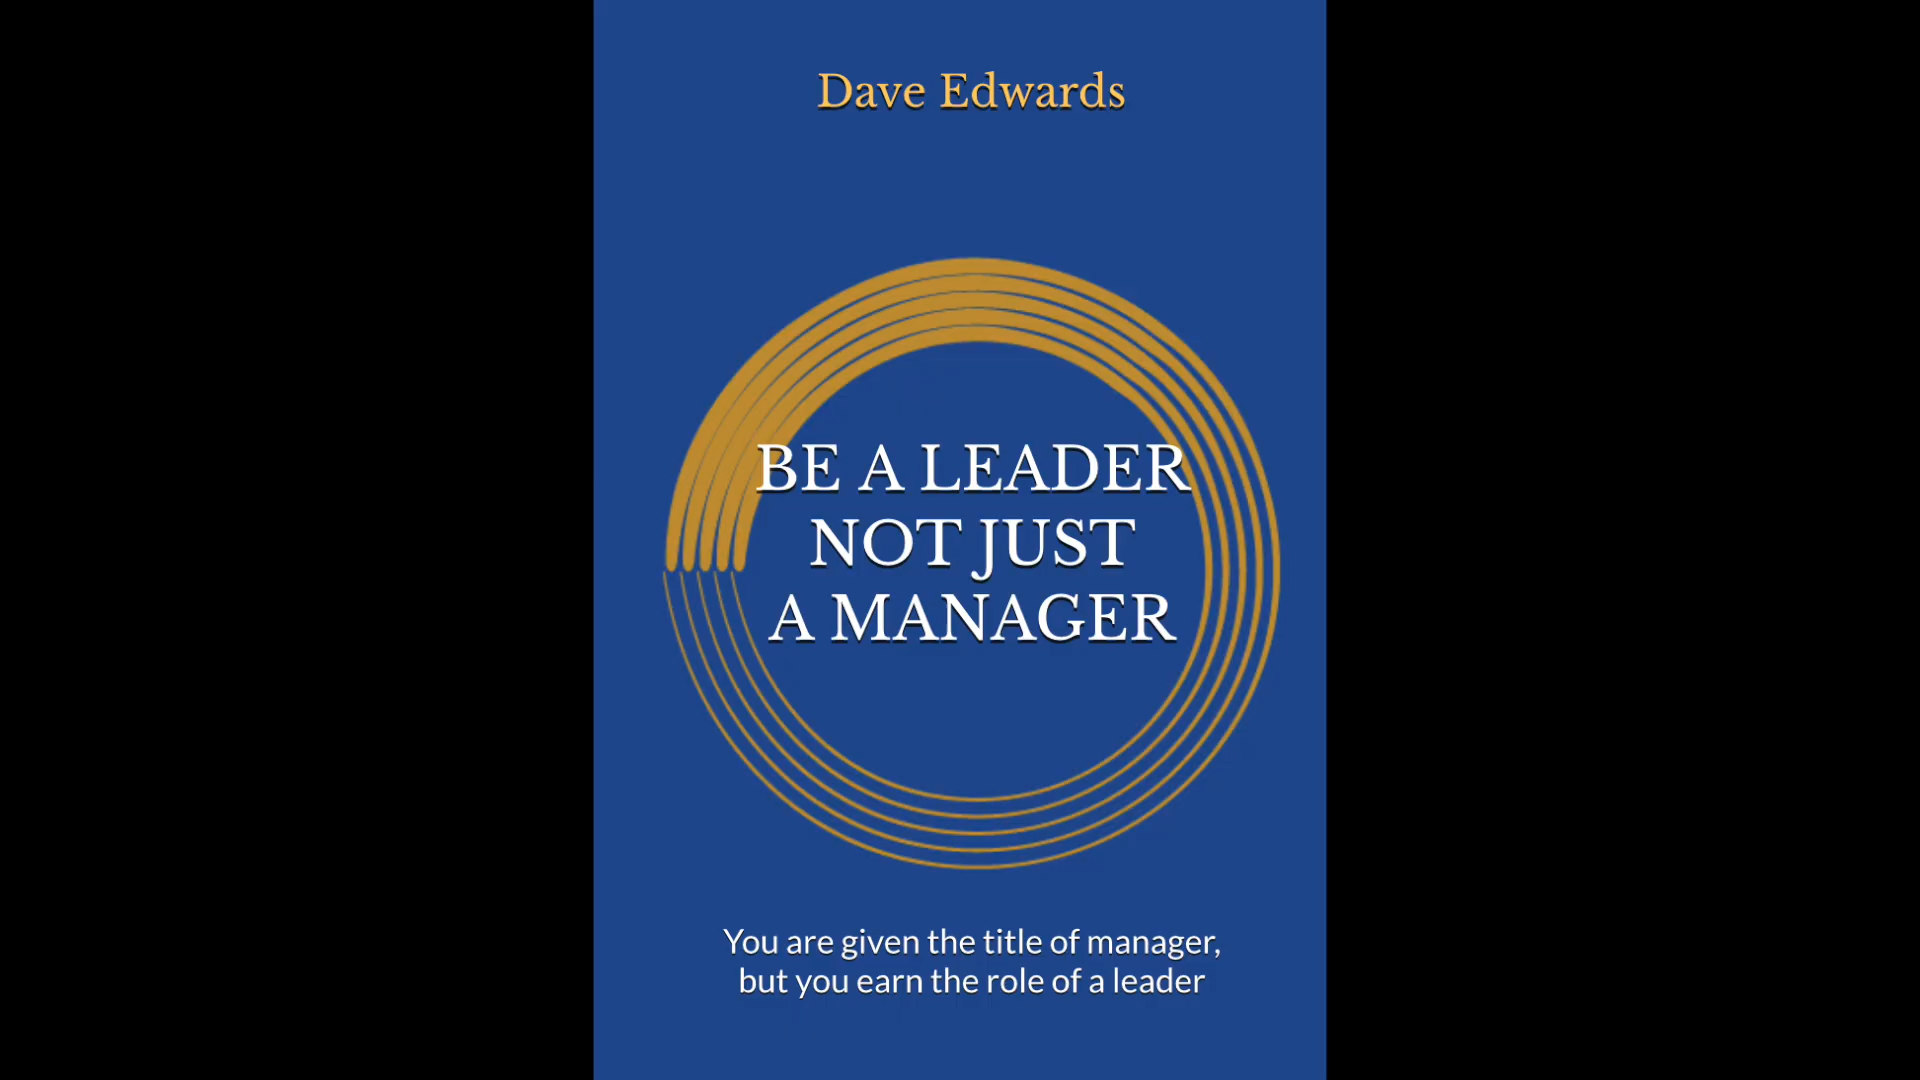 Dave Edwards
BE A LEADER
NOT JUST
A MANAGER
You are given the title of manager,
but you earn the role of a leader